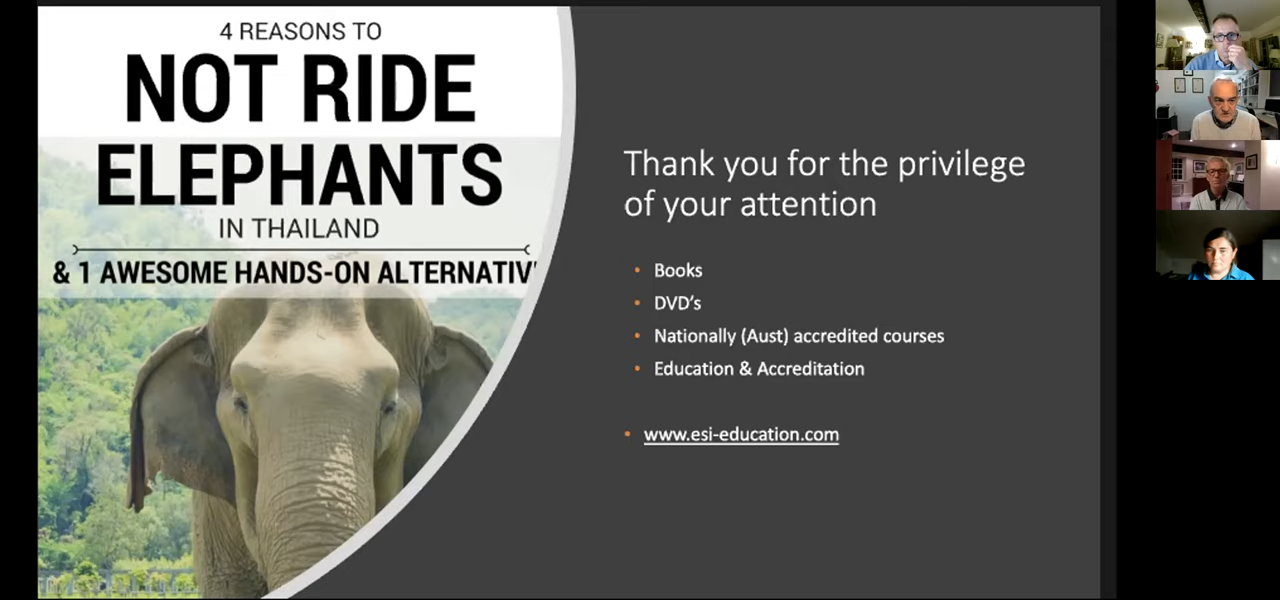 4 REASONS TO
NOT RIDE
ELEPHANTS
IN THAILAND
& 1 AWESOME HANDS-ON ALTERNATIV
Thank you for the privilege
of your attention
• Books
• DVD's
• Nationally (Aust) accredited courses
• Education & Accreditation
• www.esi-education.com